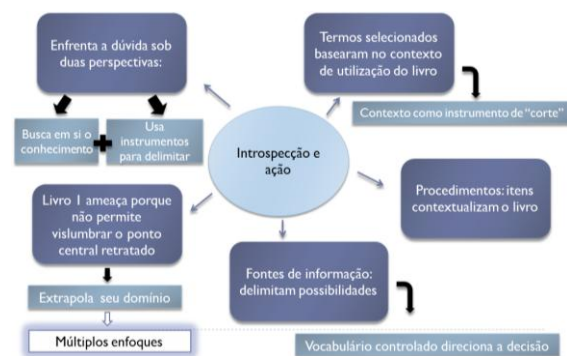 Enfrenta a dúvida sob
duas perspectivas:
Busca em si o
conhecimento
Usa
instrumentos
para delimitar
Termos selecionados
basearam no contexto
de utilização do livro
Contexto como instrumento de “corte”
Introspecção e
ação
Livro 1 ameaça porque
não permite
vislumbrar o ponto
central retratado
Extrapola seu domínio
Múltiplos enfoques
Procedimentos: itens
contextualizam o livro
Fontes de informação:
delimitam possibilidades
Vocabulário controlado direciona a decisão